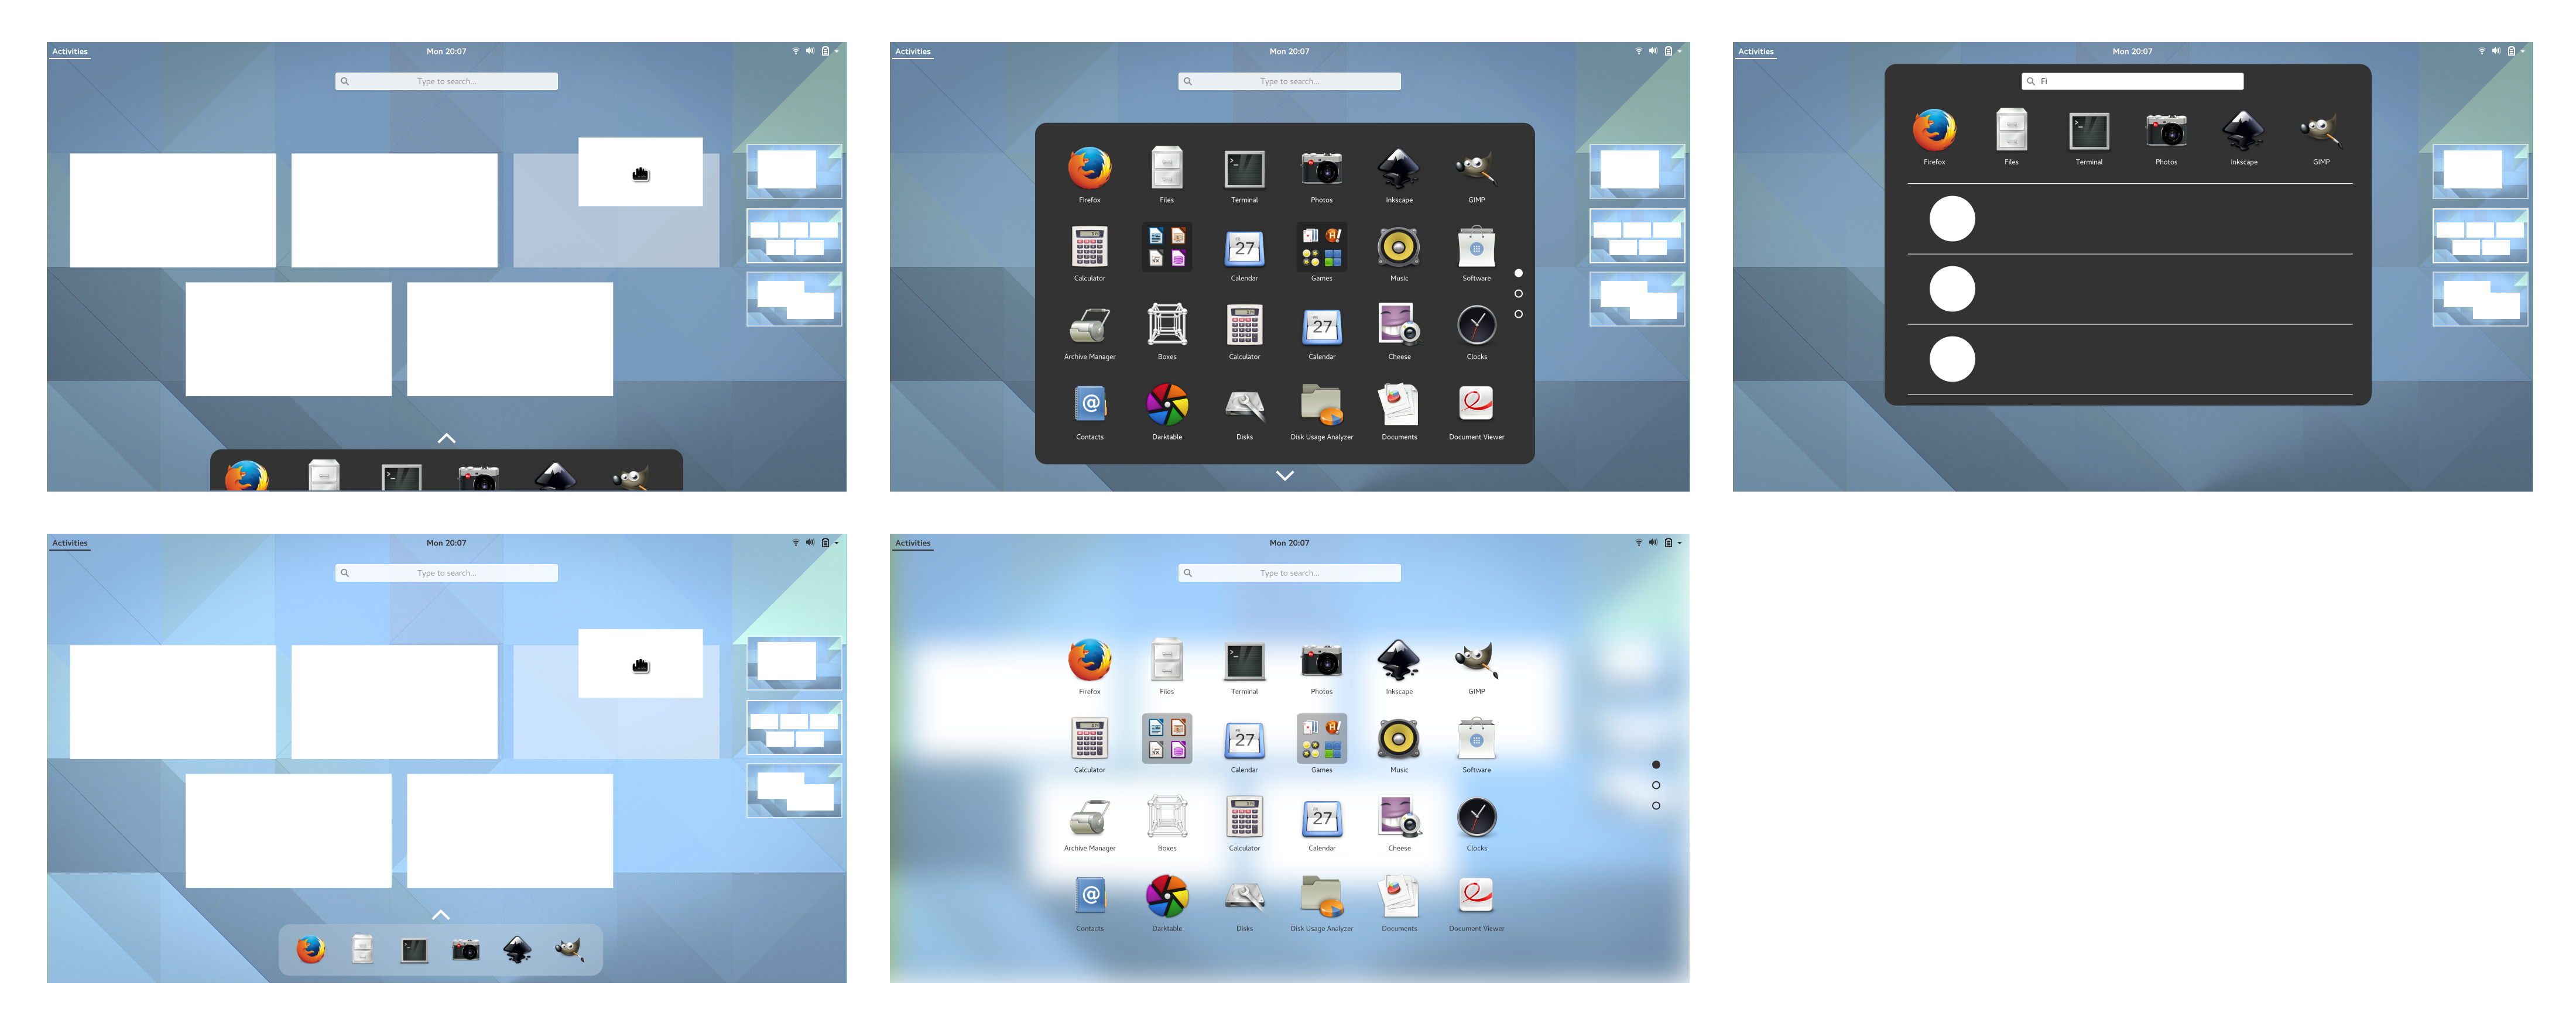 Activities
Mon 20:07
Type to search...
>_
Activities
Mon 20:07
Type to search...
>_
Firefox
Files
Terminal
Photos
Inkscape
GIMP
27
Calculator
Calendar
Games
Music
Software
27
Archive Manager
Boxes
Calculator
Calendar
Cheese
Clocks
@
Contacts
Darktable
Disks
Disk Usage Analyzer
Documents
Document Viewer
Activities
Mon 20:07
Fi
>_
Firefox
Files
Terminal
Photos
Inkscape
GIMP
Activities
Mon 20:07
Type to search...
>_
Activities
Mon 20:07
Type to search...
>_
Firefox
Files
Terminal
Photos
Inkscape
GIMP
27
Calculator
Calendar
Games
Music
Software
27
Archive Manager
Boxes
Calculator
Calendar
Cheese
Clocks
@
Contacts
Darktable
Disks
Disk Usage Analyzer
Documents
Document Viewer